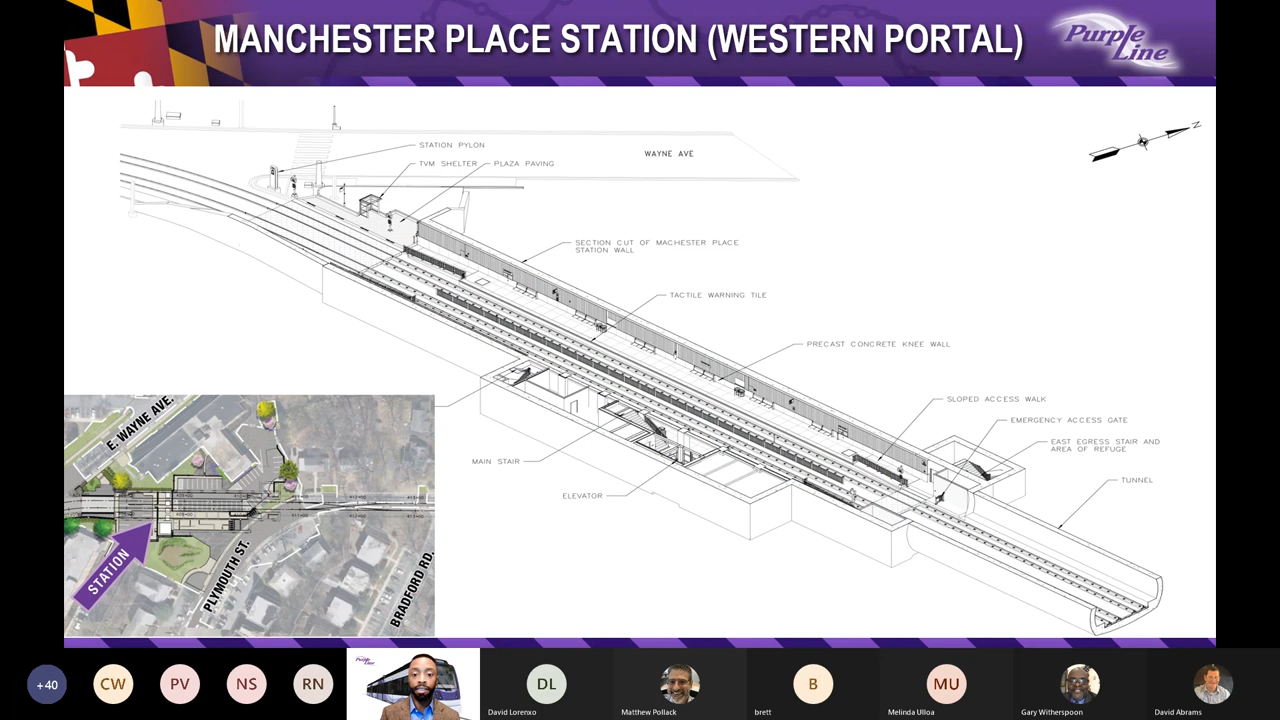 MANCHESTER PLACE STATION (WESTERN PORTAL)
Purple
Line
N
STATION PYLON
TVM SHELTER
PLAZA PAVING
WAYNE AVE
SECTION CUT OF MACHESTER PLACE
STATION WALL
TACTILE WARNING TILE
PRECAST CONCRETE KNEE WALL
SLOPED ACCESS WALK
EMERGENCY ACCESS GATE
EAST EGRESS STAIR AND
AREA OF REFUGE
TUNNEL
MAIN STAIR
ELEVATOR
E. WAYNE AVE.
STATION
PLYMOUTH ST.
BRADFORD RD.
+40
CW
PV
NS
RN
Purple
Line
DL
David Lorenxo
Matthew Pollack
B
brett
MU
Melinda Ulloa
Gary Witherspoon
David Abrams